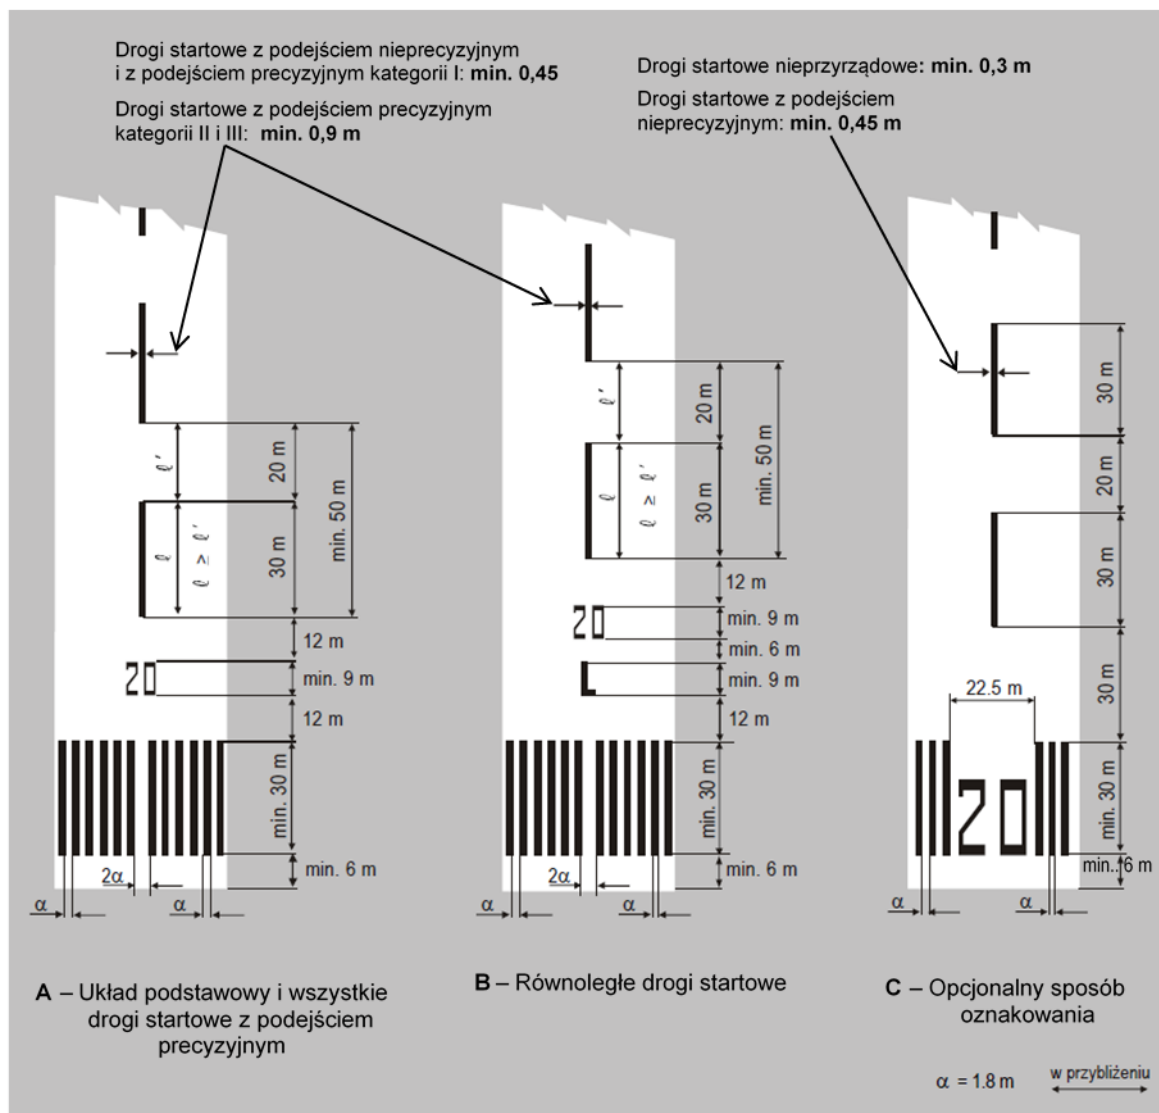 Drogi startowe z podejściem nieprecyzyjnym
i z podejściem precyzyjnym kategorii I: min. 0,45
Drogi startowe z podejściem precyzyjnym
kategorii II i III: min. 0,9 m
Drogi startowe nieprzyrządowe: min. 0,3 m
Drogi startowe z podejściem
nieprecyzyjnym: min. 0,45 m
ℓ′
20 m
min. 50 m
ℓ
ℓ ≥ ℓ′
30 m
12 m
20
min. 9 m
12 m
min. 30 m
min. 6 m
2α
α
α
ℓ′
20 m
min. 50 m
ℓ
ℓ ≥ ℓ′
30 m
12 m
20
min. 9 m
min. 6 m
L
min. 9 m
12 m
min. 30 m
min. 6 m
2α
α
α
30 m
20 m
30 m
30 m
22.5 m
20
min. 30 m
min.. 6 m
α
α
A – Układ podstawowy i wszystkie
drogi startowe z podejściem
precyzyjnym
B – Równoległe drogi startowe
C – Opcjonalny sposób
oznakowania
α = 1.8 m
w przybliżeniu